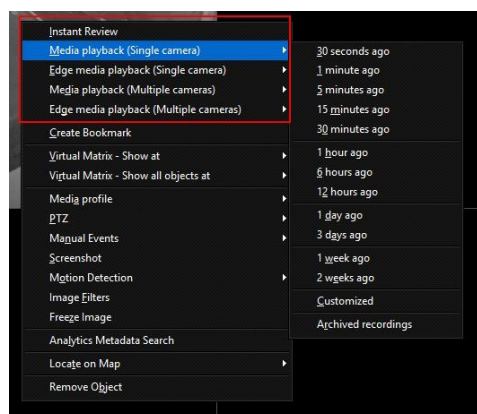 Instant Review
Media playback (Single camera)
Edge media playback (Single camera)
Media playback (Multiple cameras)
Edge media playback (Multiple cameras)
Create Bookmark
Virtual Matrix - Show at
Virtual Matrix - Show all objects at
Media profile
PTZ
Manual Events
Screenshot
Motion Detection
Image Filters
Freeze Image
Analytics Metadata Search
Locate on Map
Remove Object
30 seconds ago
1 minute ago
5 minutes ago
15 minutes ago
30 minutes ago
1 hour ago
6 hours ago
12 hours ago
1 day ago
3 days ago
1 week ago
2 weeks ago
Customized
Archived recordings